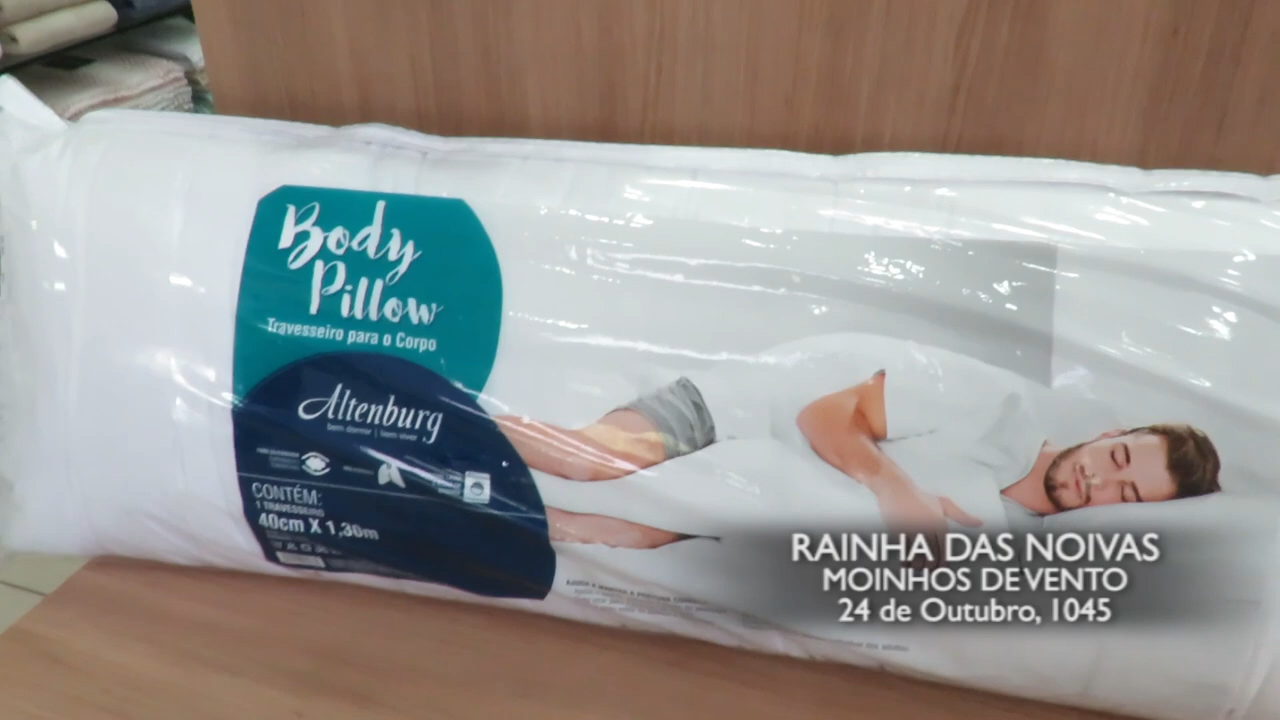 Body
Pillow
Travesseiro para o Corpo
Altenburg
bem dormir | bem viver
CONTÉM:
1 TRAVESSEIRO
40cm X 1,30m
RAINHA DAS NOIVAS
MOINHOS DE VENTO
24 de Outubro, 1045